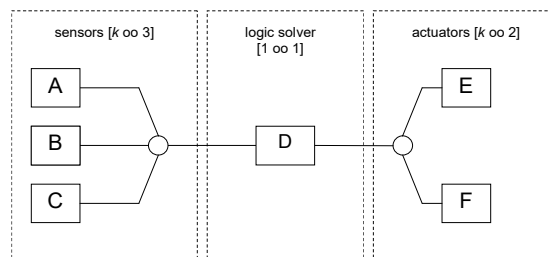 sensors [k oo 3]
logic solver
[1 oo 1]
actuators [k oo 2]
A
B
C
D
E
F